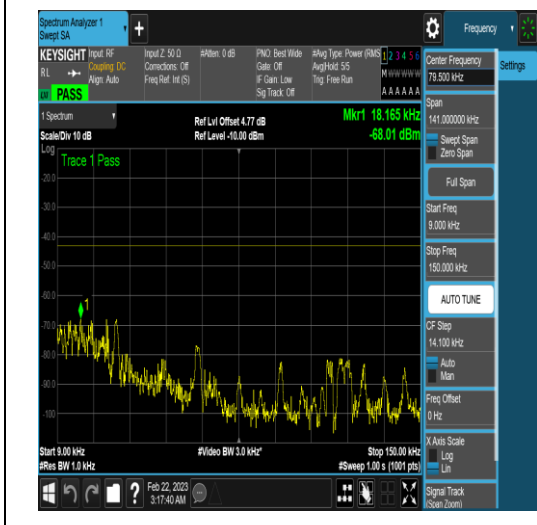 Spectrum Analyzer 1
Swept SA
+
Frequency
KEYSIGHT Input: RF
RL
Coupling: DC
Align: Auto
LW PASS
Input Z: 50 Ω
Corrections: Off
Freq Ref: Int (S)
#Atten: 0 dB
PNO: Best Wide
Gate: Off
IF Gain: Low
Sig Track: Off
#Avg Type: Power (RMS
Avg|Hold: 5/5
Trig: Free Run
1 2 3 4 5 6
M W W W W W
A A A A A A
1 Spectrum
Scale/Div 10 dB
Ref Lvl Offset 4.77 dB
Ref Level -10.00 dBm
Mkr1 18.165 kHz
-68.01 dBm
Log
Trace 1 Pass
-20.0
-30.0
-40.0
-50.0
-60.0
1
-70.0
-80.0
-90.0
-100
Start 9.00 kHz
#Res BW 1.0 kHz
#Video BW 3.0 kHz*
Stop 150.00 kHz
#Sweep 1.00 s (1001 pts)
?
Feb 22, 2023
3:17:40 AM
Center Frequency
79.500 kHz
Settings
Span
141.000000 kHz
Swept Span
Zero Span
Full Span
Start Freq
9.000 kHz
Stop Freq
150.000 kHz
AUTO TUNE
CF Step
14.100 kHz
Auto
Man
Freq Offset
0 Hz
X Axis Scale
Log
Lin
Signal Track
(Span Zoom)